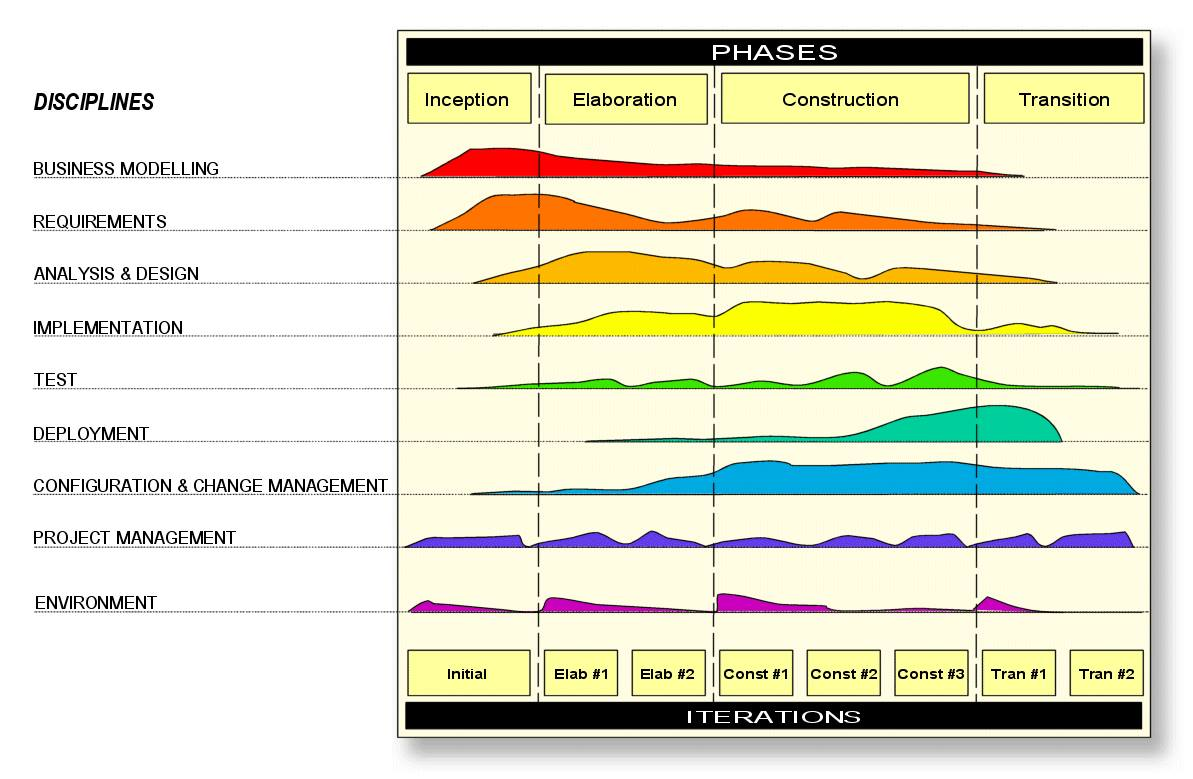 PHASES
DISCIPLINES
Inception
Elaboration
Construction
Transition
BUSINESS MODELLING
REQUIREMENTS
ANALYSIS & DESIGN
IMPLEMENTATION
TEST
DEPLOYMENT
CONFIGURATION & CHANGE MANAGEMENT
PROJECT MANAGEMENT
ENVIRONMENT
Initial
Elab #1
Elab #2
Const #1
Const #2
Const #3
Tran #1
Tran #2
ITERATIONS